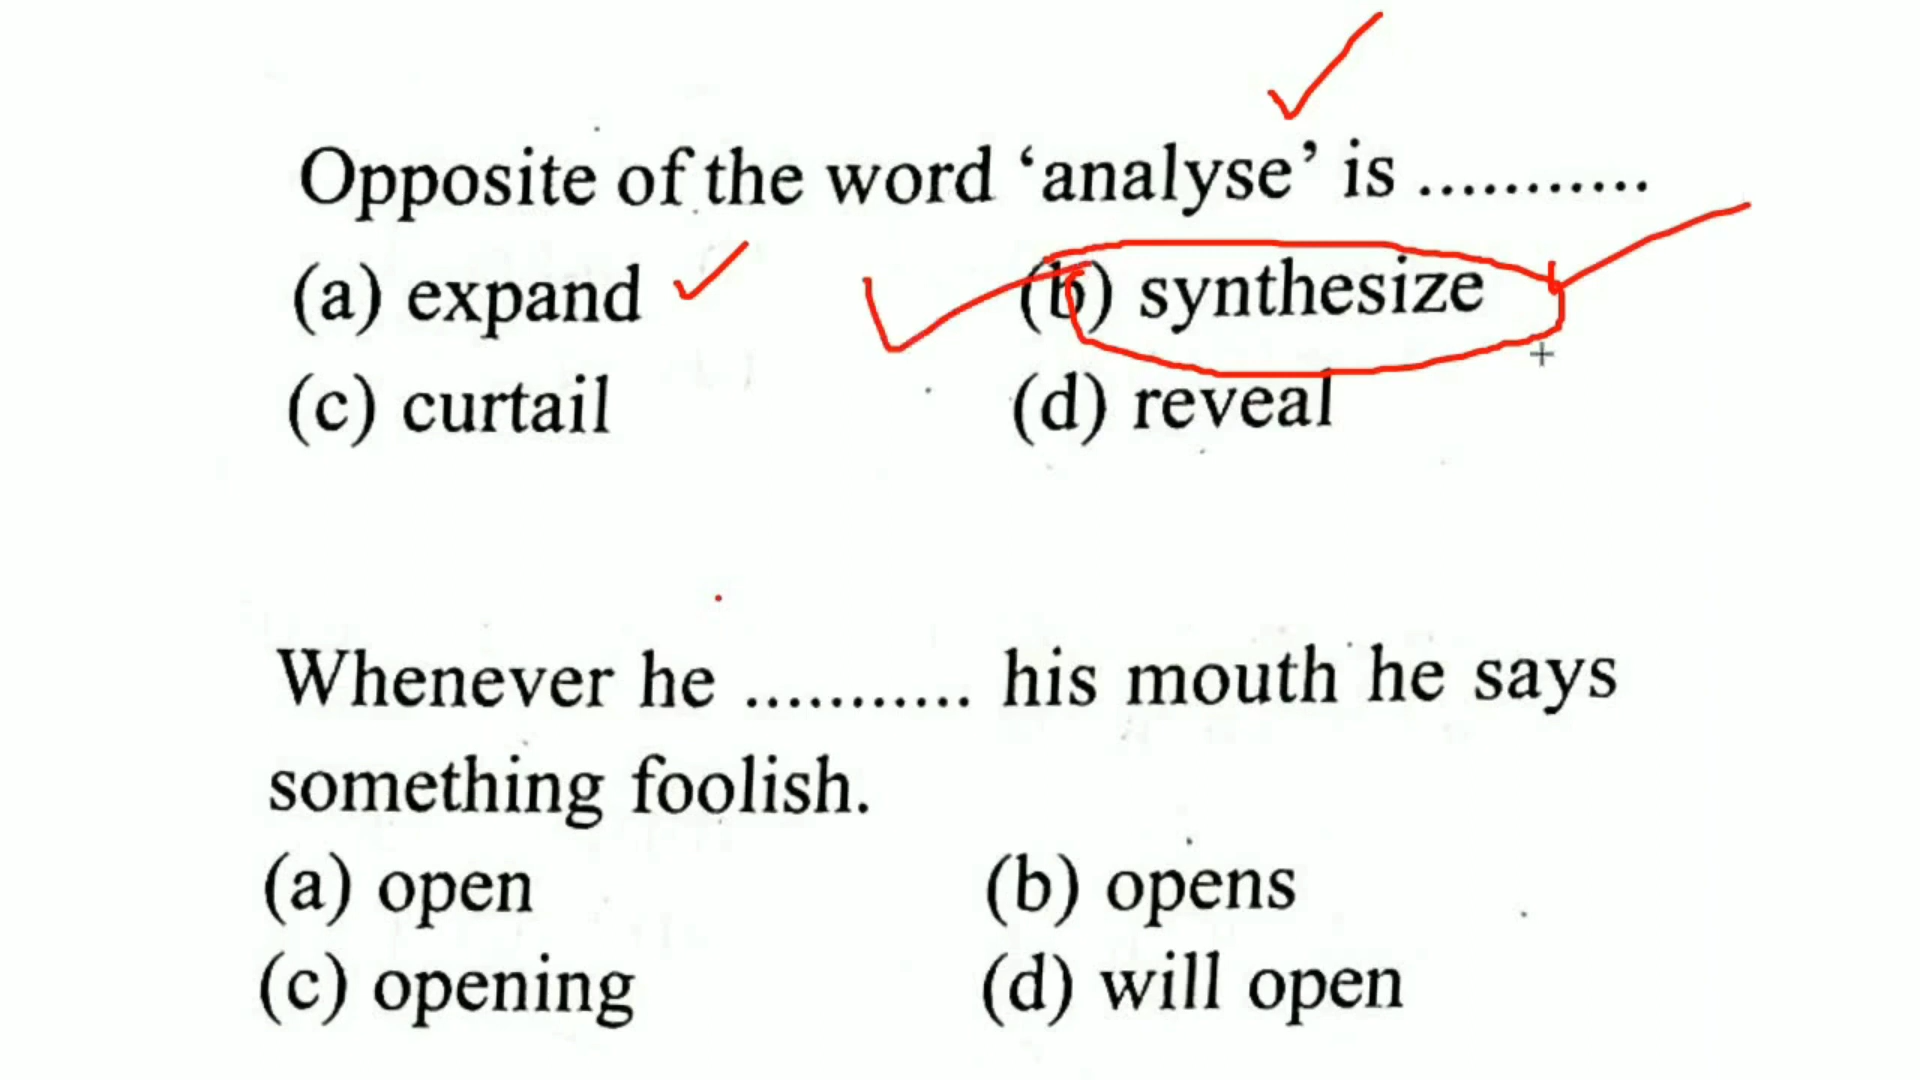 Opposite of the word ‘analyse’ is ...........
(a) expand (b) synthesize
(c) curtail (d) reveal
Whenever he ........... his mouth he says
something foolish.
(a) open (b) opens
(c) opening (d) will open